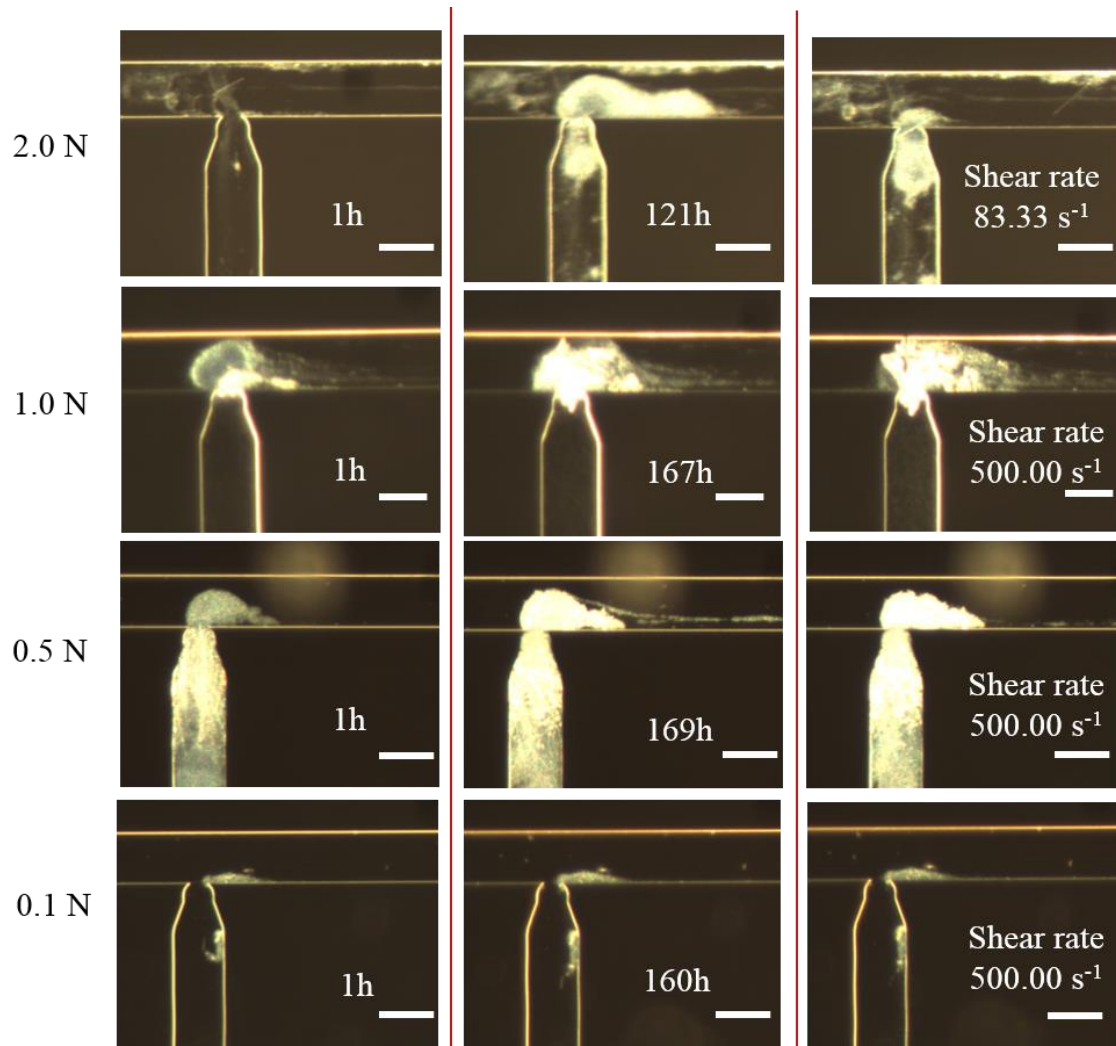 2.0 N
1h
121h
Shear rate
83.33 s⁻¹
1.0 N
1h
167h
Shear rate
500.00 s⁻¹
0.5 N
1h
169h
Shear rate
500.00 s⁻¹
0.1 N
1h
160h
Shear rate
500.00 s⁻¹